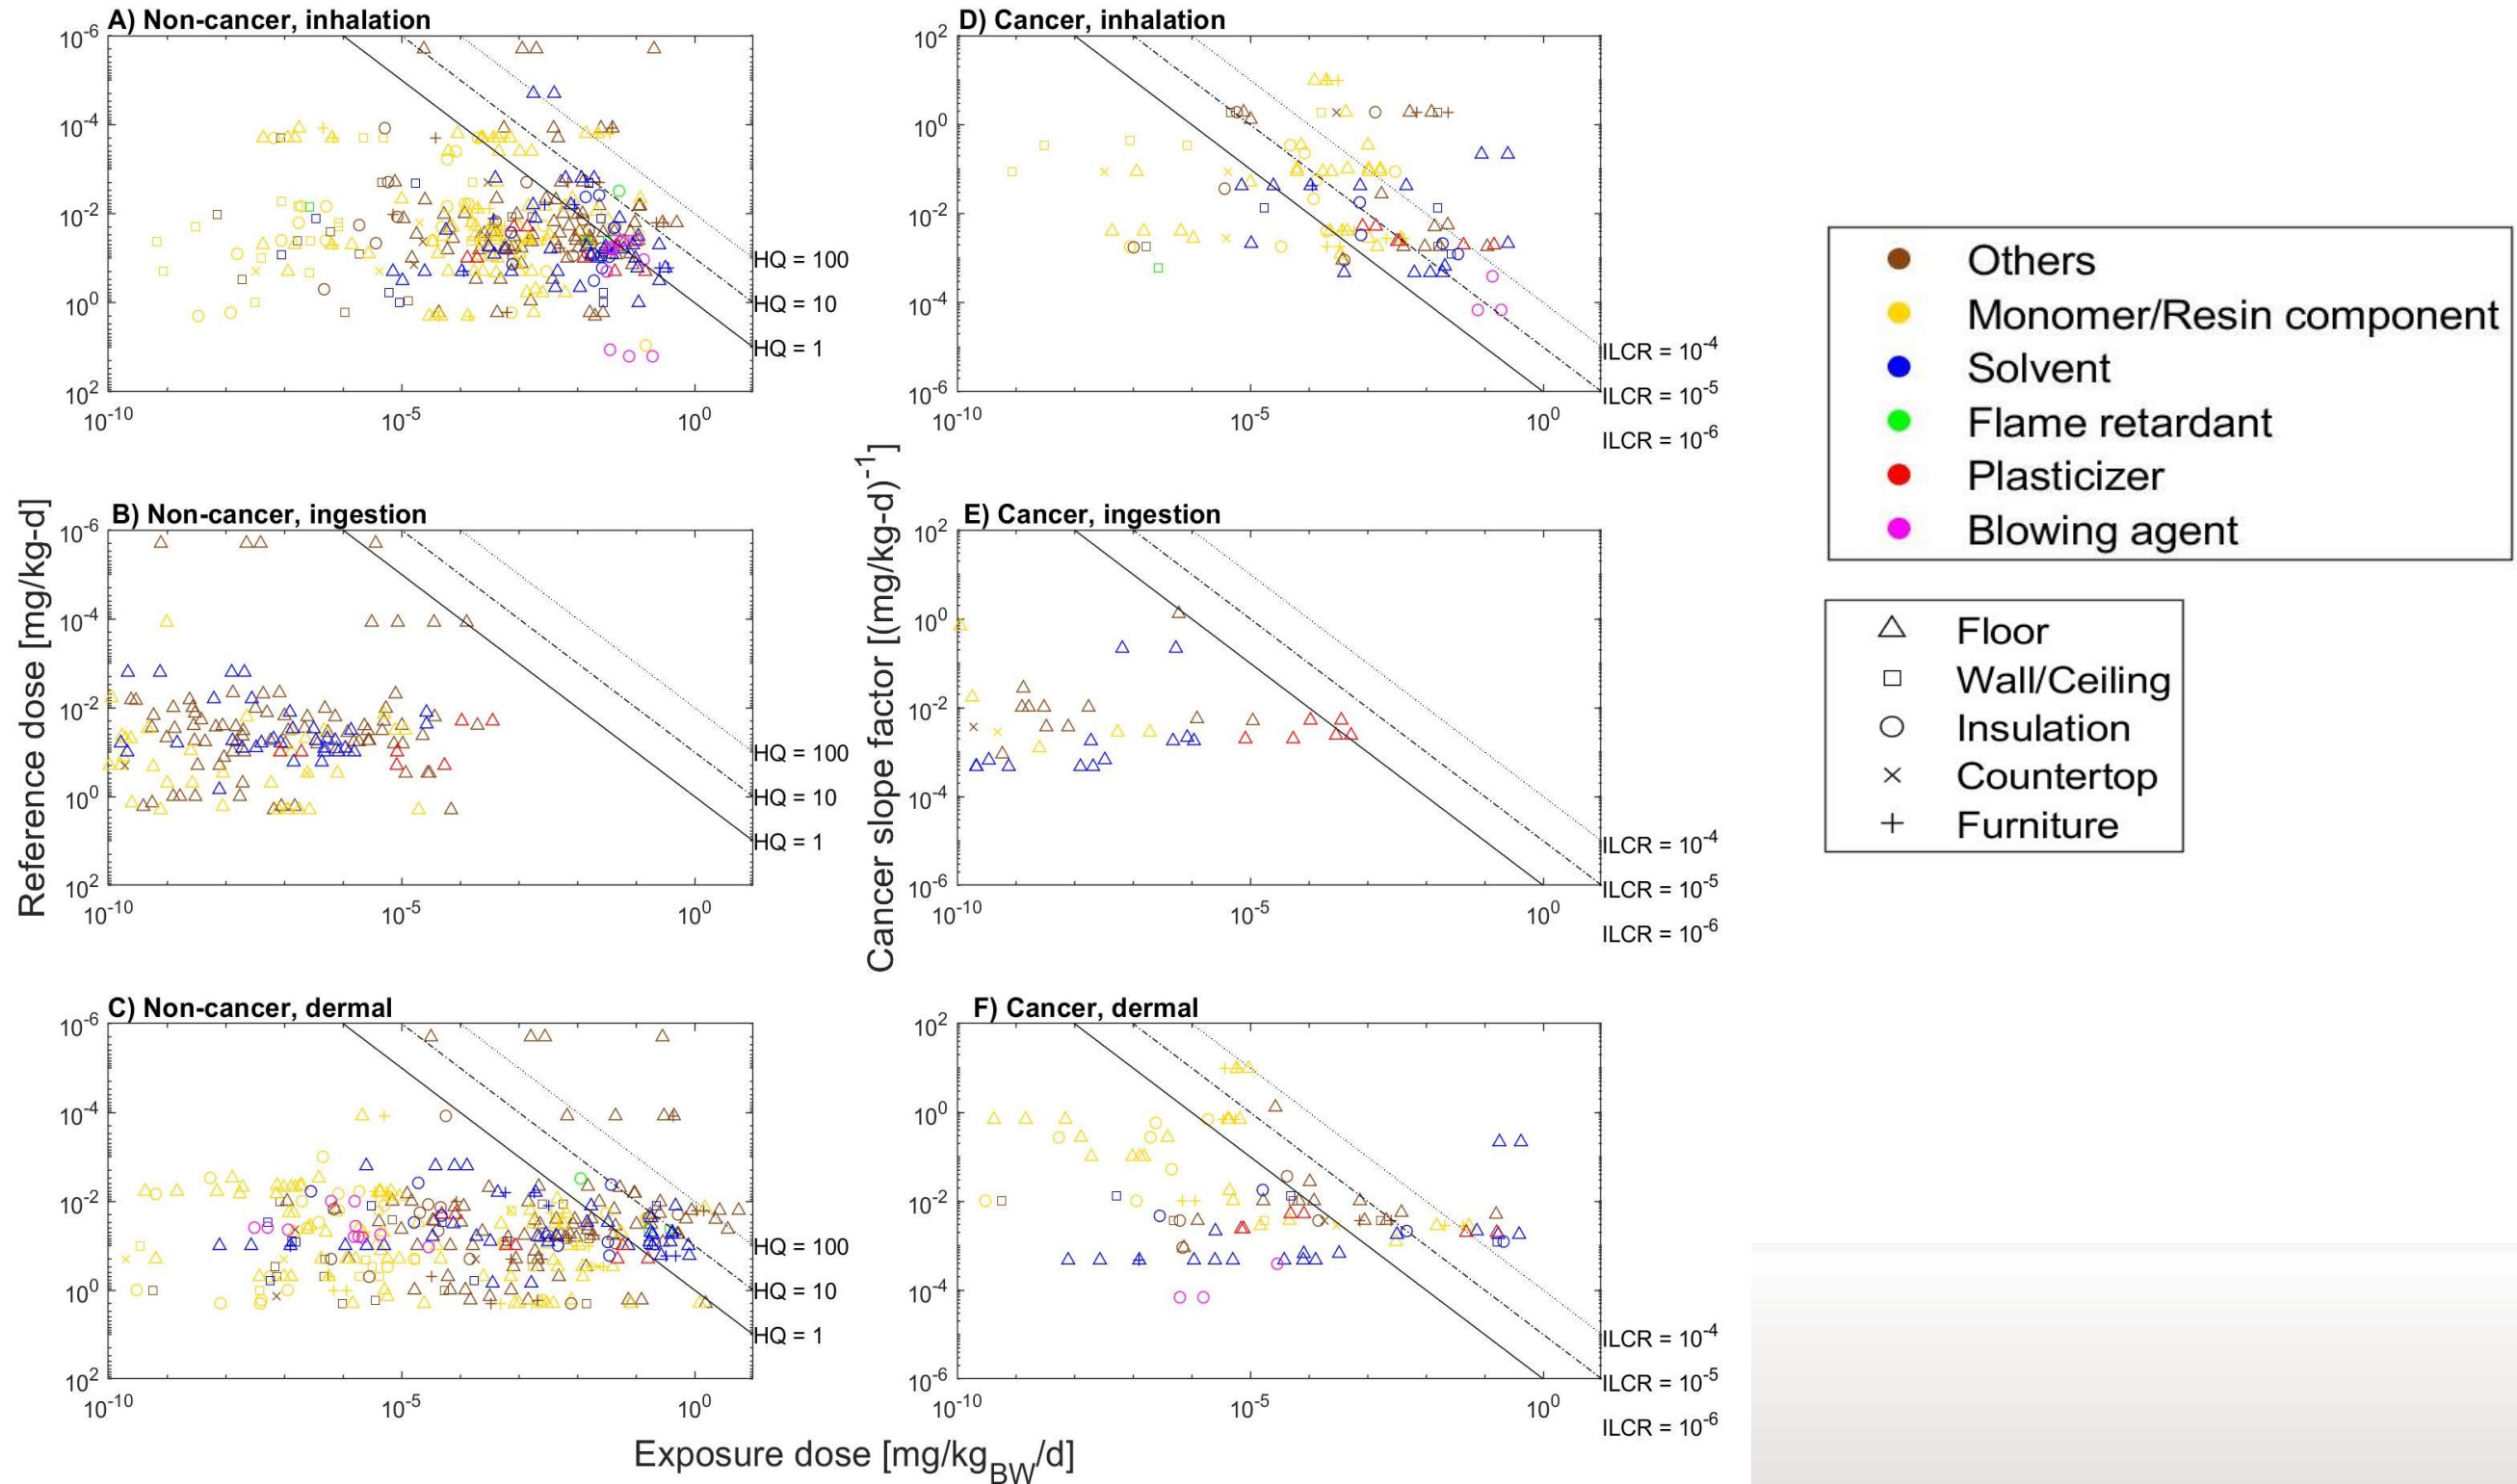 A) Non-cancer, inhalation
10^-6
10^-4
10^-2
10^0
10^2
10^-10
10^-5
10^0
HQ = 100
HQ = 10
HQ = 1
D) Cancer, inhalation
10^2
10^0
10^-2
10^-4
10^-6
10^-10
10^-5
10^0
ILCR = 10^-4
ILCR = 10^-5
ILCR = 10^-6
B) Non-cancer, ingestion
10^-6
10^-4
10^-2
10^0
10^2
10^-10
10^-5
10^0
HQ = 100
HQ = 10
HQ = 1
Reference dose [mg/kg-d]
E) Cancer, ingestion
10^2
10^0
10^-2
10^-4
10^-6
10^-10
10^-5
10^0
ILCR = 10^-4
ILCR = 10^-5
ILCR = 10^-6
Cancer slope factor [(mg/kg-d)^-1]
C) Non-cancer, dermal
10^-6
10^-4
10^-2
10^0
10^2
10^-10
10^-5
10^0
HQ = 100
HQ = 10
HQ = 1
F) Cancer, dermal
10^2
10^0
10^-2
10^-4
10^-6
10^-10
10^-5
10^0
ILCR = 10^-4
ILCR = 10^-5
ILCR = 10^-6
Exposure dose [mg/kg_BW/d]
Others
Monomer/Resin component
Solvent
Flame retardant
Plasticizer
Blowing agent
Floor
Wall/Ceiling
Insulation
Countertop
Furniture